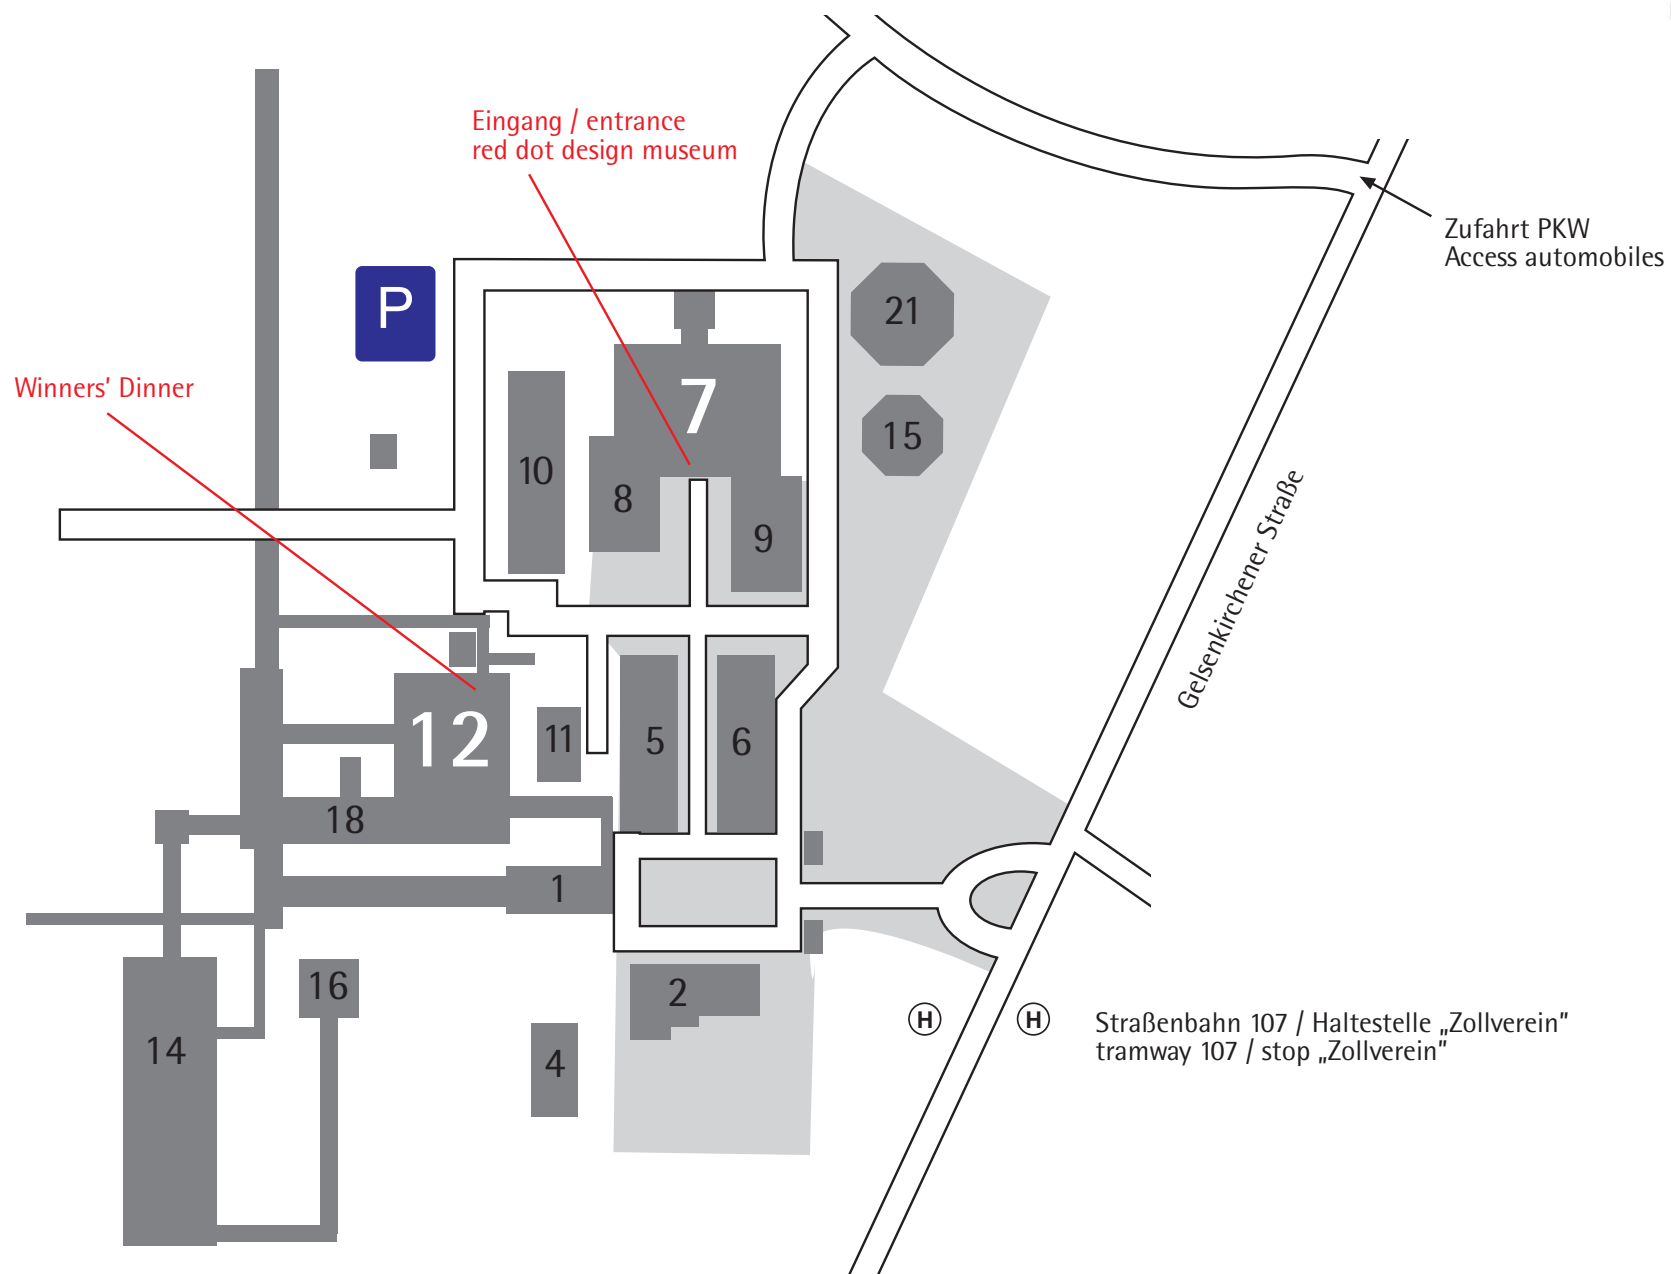 Eingang / entrance
red dot design museum
Zufahrt PKW
Access automobiles
P
21
Winners' Dinner
7
15
10
8
9
Gelsenkirchener Straße
12
11
5
6
18
1
16
2
14
4
H
H
Straßenbahn 107 / Haltestelle „Zollverein"
tramway 107 / stop „Zollverein"